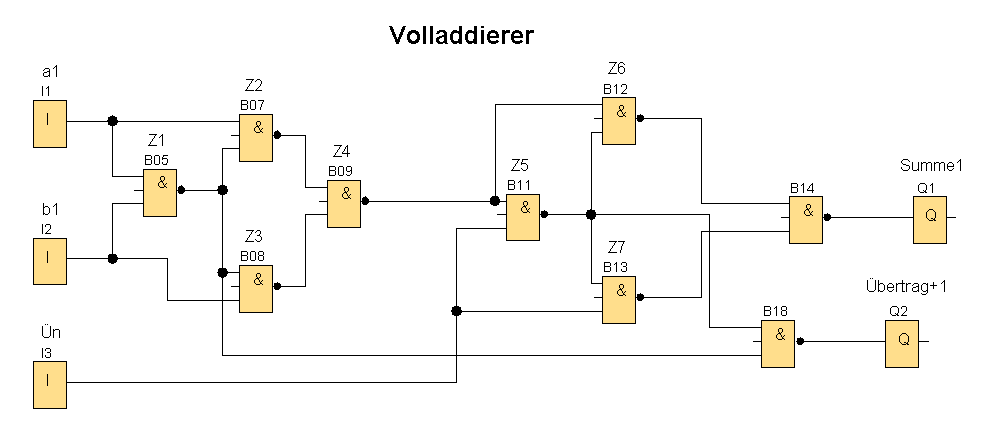 Volladdierer
a1
I1
I
Z1
B05
&
Z2
B07
&
Z4
B09
&
Z3
B08
&
b1
I2
I
Ün
I3
I
Z5
B11
&
Z6
B12
&
Z7
B13
&
B14
&
Summe1
Q1
Q
B18
&
Übertrag+1
Q2
Q